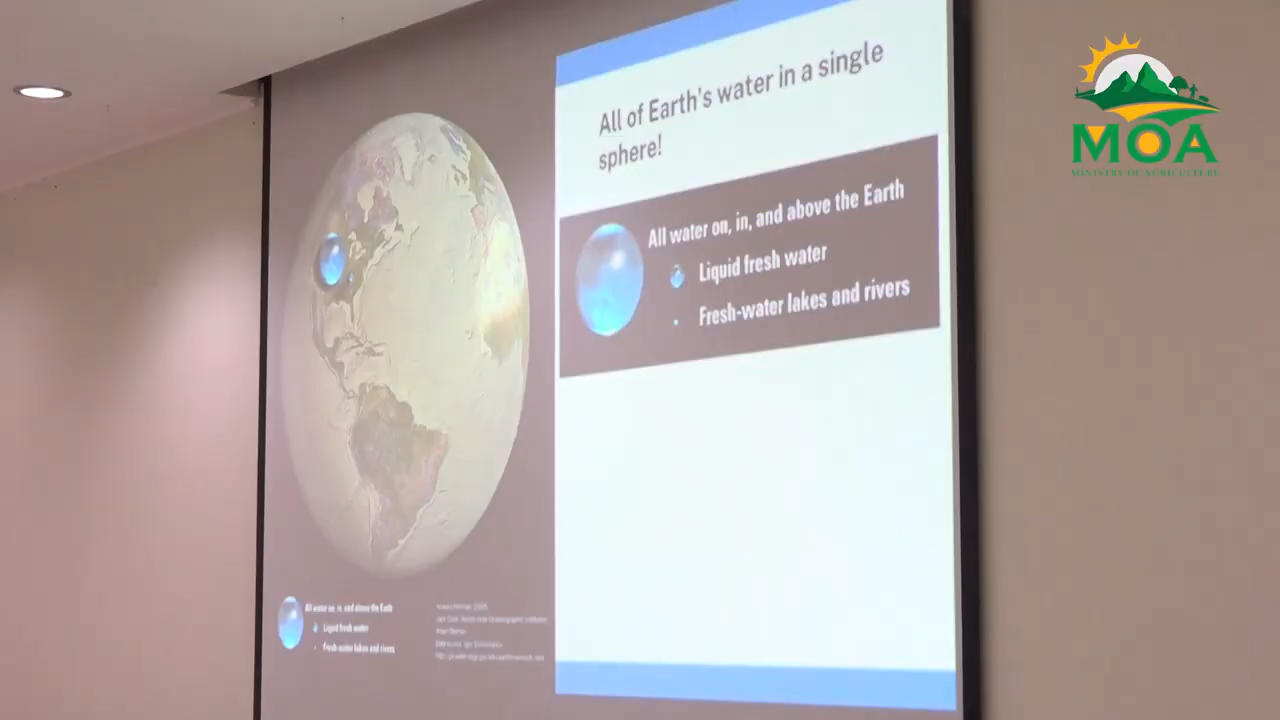 All of Earth's water in a single
sphere!
All water on, in, and above the Earth
Liquid fresh water
Fresh-water lakes and rivers
All water on, in, and above the Earth
Liquid fresh water
Fresh-water lakes and rivers
MOA
MINISTRY OF AGRICULTURE